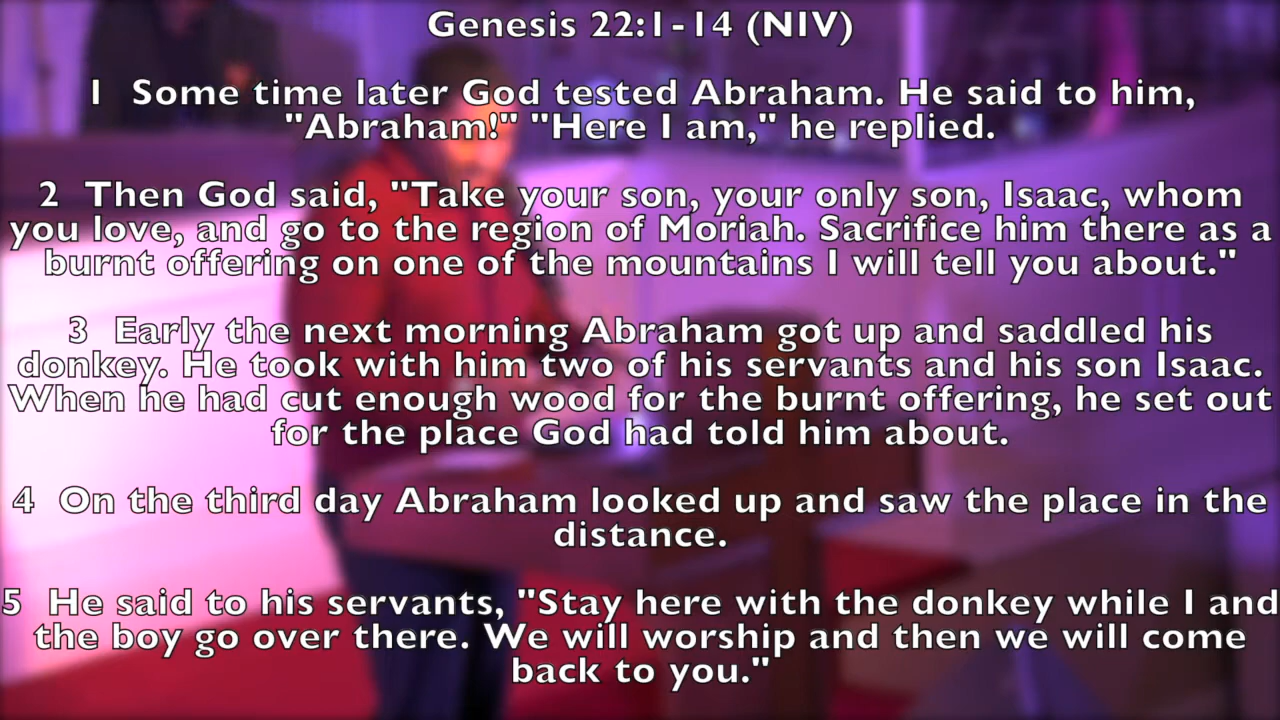 Genesis 22:1-14 (NIV)
1 Some time later God tested Abraham. He said to him,
"Abraham!" "Here I am," he replied.
2 Then God said, "Take your son, your only son, Isaac, whom
you love, and go to the region of Moriah. Sacrifice him there as a
burnt offering on one of the mountains I will tell you about."
3 Early the next morning Abraham got up and saddled his
donkey. He took with him two of his servants and his son Isaac.
When he had cut enough wood for the burnt offering, he set out
for the place God had told him about.
4 On the third day Abraham looked up and saw the place in the
distance.
5 He said to his servants, "Stay here with the donkey while I and
the boy go over there. We will worship and then we will come
back to you."